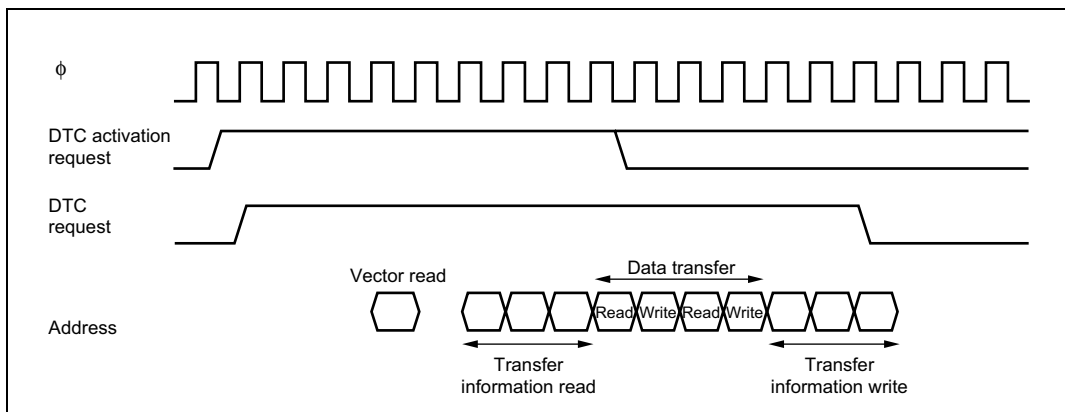 ϕ
DTC activation
request
DTC
request
Vector read
Data transfer
Address
Read
Write
Read
Write
Transfer
information read
Transfer
information write